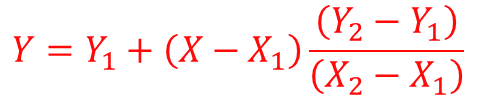 Y = Y₁ + (X − X₁) (Y₂ − Y₁) / (X₂ − X₁)